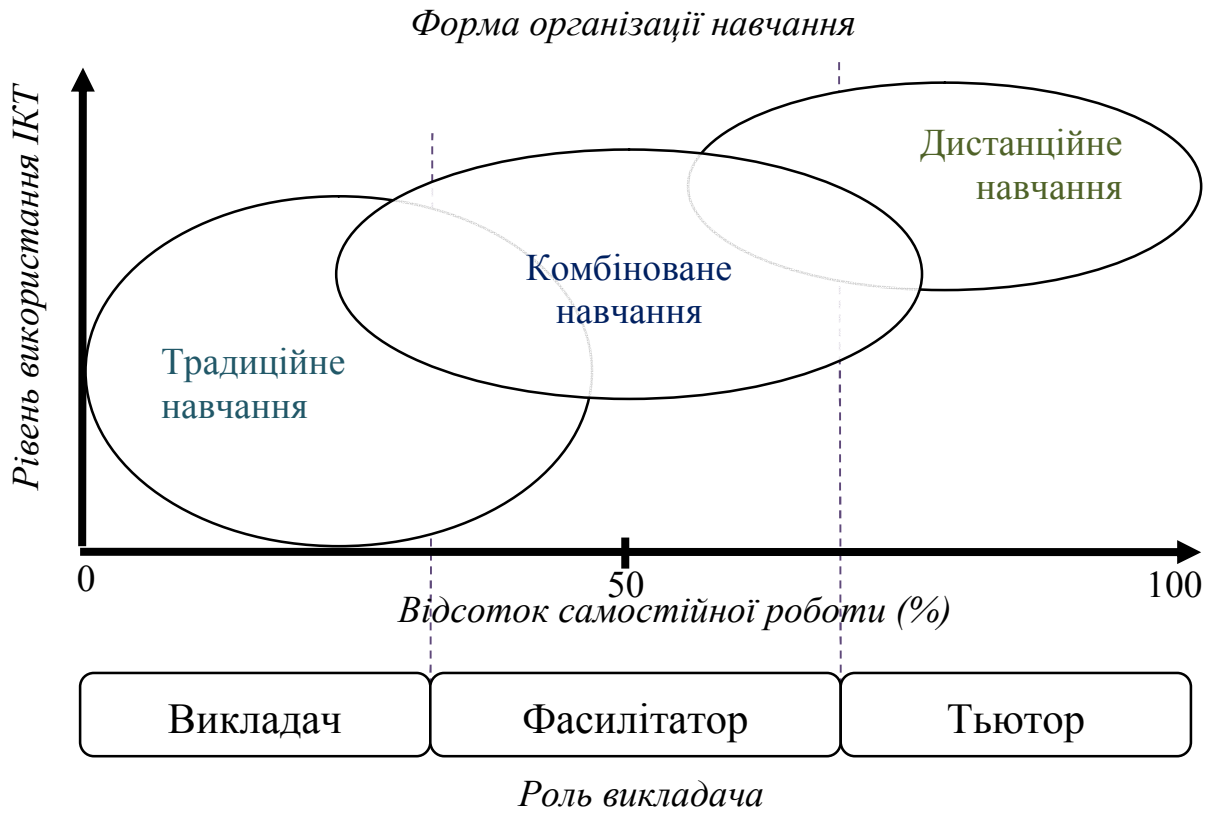 Форма організації навчання
Рівень використання ІКТ
Дистанційне
навчання
Комбіноване
навчання
Традиційне
навчання
0
50
100
Відсоток самостійної роботи (%)
Викладач
Фасилітатор
Тьютор
Роль викладача